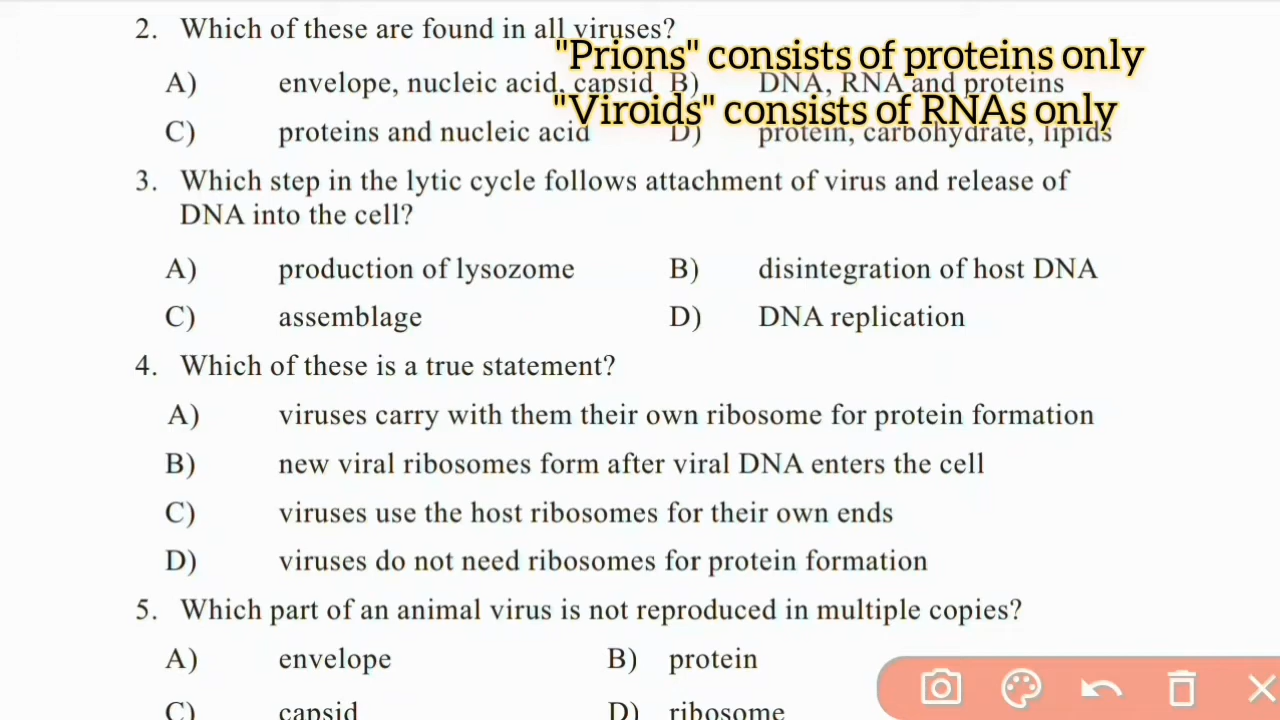 2. Which of these are found in all viruses?
"Prions" consists of proteins only
A) envelope, nucleic acid, capsid B) DNA, RNA and proteins
"Viroids" consists of RNAs only
C) proteins and nucleic acid D) protein, carbohydrate, lipids
3. Which step in the lytic cycle follows attachment of virus and release of
DNA into the cell?
A) production of lysozome B) disintegration of host DNA
C) assemblage D) DNA replication
4. Which of these is a true statement?
A) viruses carry with them their own ribosome for protein formation
B) new viral ribosomes form after viral DNA enters the cell
C) viruses use the host ribosomes for their own ends
D) viruses do not need ribosomes for protein formation
5. Which part of an animal virus is not reproduced in multiple copies?
A) envelope B) protein
C) capsid D) ribosome